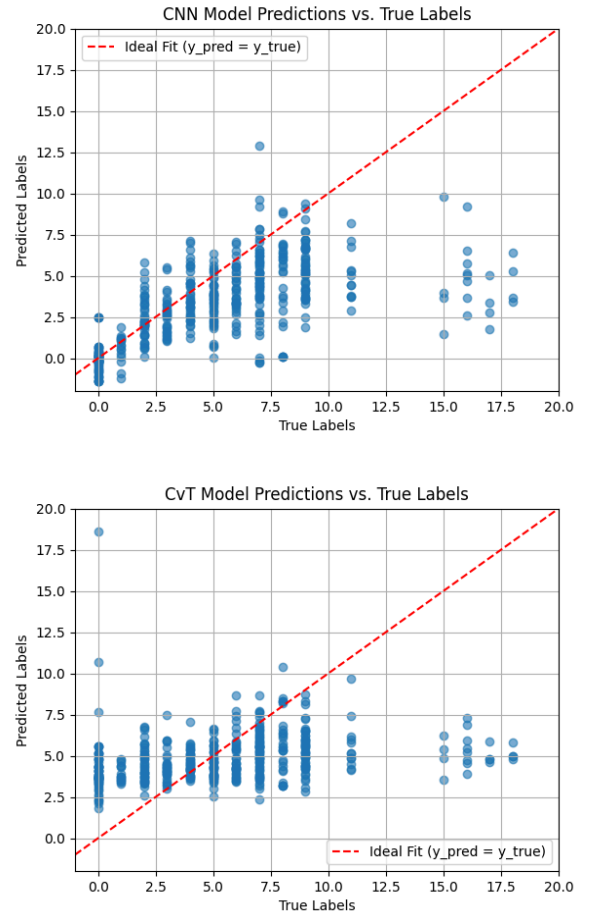 CNN Model Predictions vs. True Labels
20.0
Ideal Fit (y_pred = y_true)
17.5
15.0
12.5
10.0
7.5
5.0
2.5
0.0
Predicted Labels
0.0 2.5 5.0 7.5 10.0 12.5 15.0 17.5 20.0
True Labels
CvT Model Predictions vs. True Labels
20.0
17.5
15.0
12.5
10.0
7.5
5.0
2.5
0.0
Predicted Labels
Ideal Fit (y_pred = y_true)
0.0 2.5 5.0 7.5 10.0 12.5 15.0 17.5 20.0
True Labels